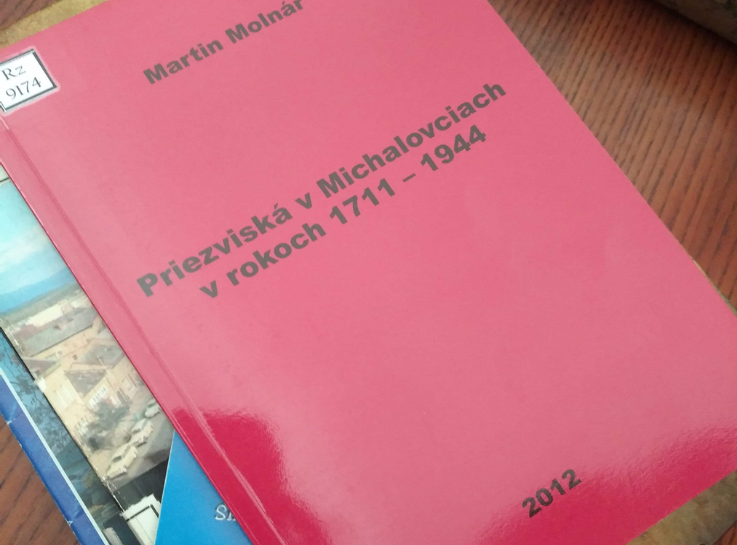 Martin Molnár
Rz
9174
Priezviská v Michalovciach
v rokoch 1711 – 1944
2012